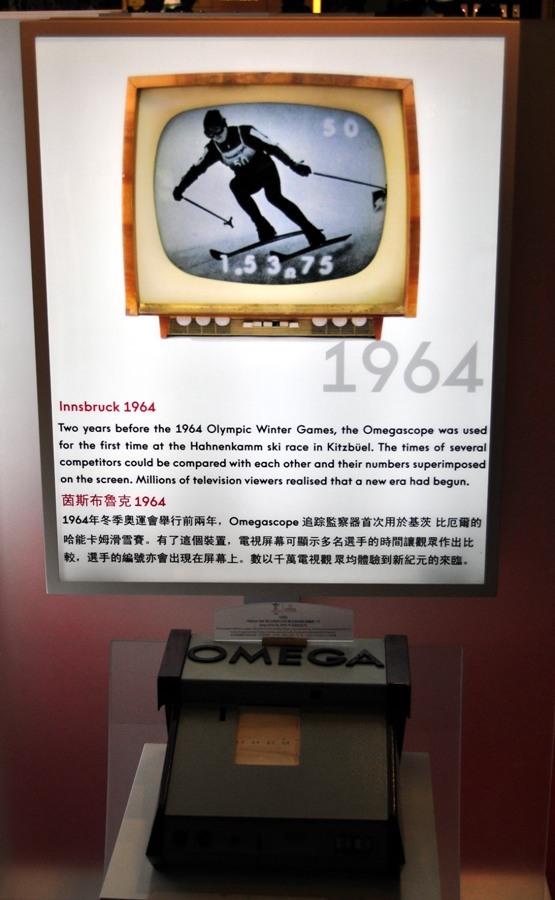 50
50
1.53.75
1964
Innsbruck 1964
Two years before the 1964 Olympic Winter Games, the Omegascope was used
for the first time at the Hahnenkamm ski race in Kitzbüel. The times of several
competitors could be compared with each other and their numbers superimposed
on the screen. Millions of television viewers realised that a new era had begun.
茵斯布魯克 1964
1964年冬季奧運會舉行前兩年，Omegascope 追踪監察器首次用於基茨 比厄爾的
哈能卡姆滑雪賽。有了這個裝置，電視屏幕可顯示多名選手的時間讓觀眾作出比
較，選手的編號亦會出現在屏幕上。數以千萬電視觀 眾均體驗到新紀元的來臨。
OMEGA